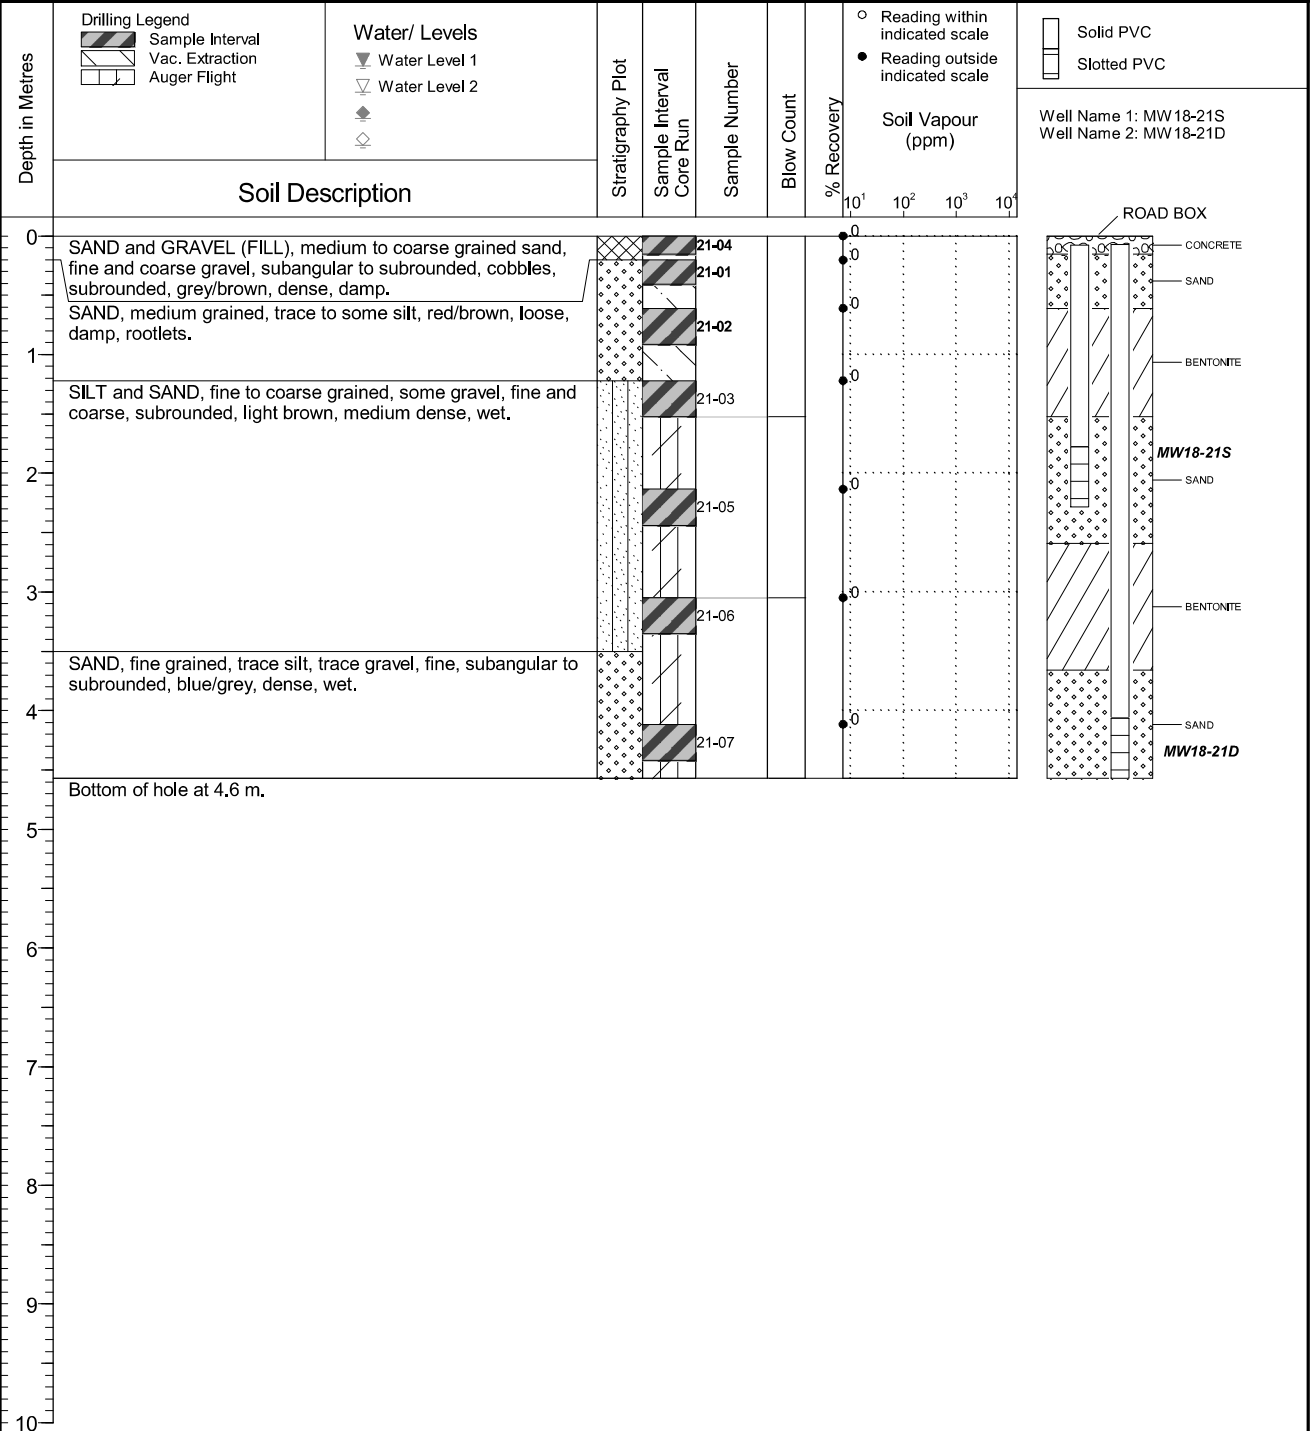 Depth in Metres
Drilling Legend
Sample Interval
Vac. Extraction
Auger Flight
Water/ Levels
Water Level 1
Water Level 2
Soil Description
Stratigraphy Plot
Sample Interval
Core Run
Sample Number
Blow Count
% Recovery
Reading within
indicated scale
Reading outside
indicated scale
Soil Vapour
(ppm)
10¹ 10² 10³ 10⁴
Solid PVC
Slotted PVC
Well Name 1: MW18-21S
Well Name 2: MW18-21D
ROAD BOX
0
SAND and GRAVEL (FILL), medium to coarse grained sand,
fine and coarse gravel, subangular to subrounded, cobbles,
subrounded, grey/brown, dense, damp.
SAND, medium grained, trace to some silt, red/brown, loose,
damp, rootlets.
1
SILT and SAND, fine to coarse grained, some gravel, fine and
coarse, subrounded, light brown, medium dense, wet.
2
3
SAND, fine grained, trace silt, trace gravel, fine, subangular to
subrounded, blue/grey, dense, wet.
4
Bottom of hole at 4.6 m.
5
6
7
8
9
10
21-04
21-01
21-02
21-03
21-05
21-06
21-07
0
0
0
0
0
0
0
CONCRETE
SAND
BENTONITE
MW18-21S
SAND
BENTONITE
SAND
MW18-21D